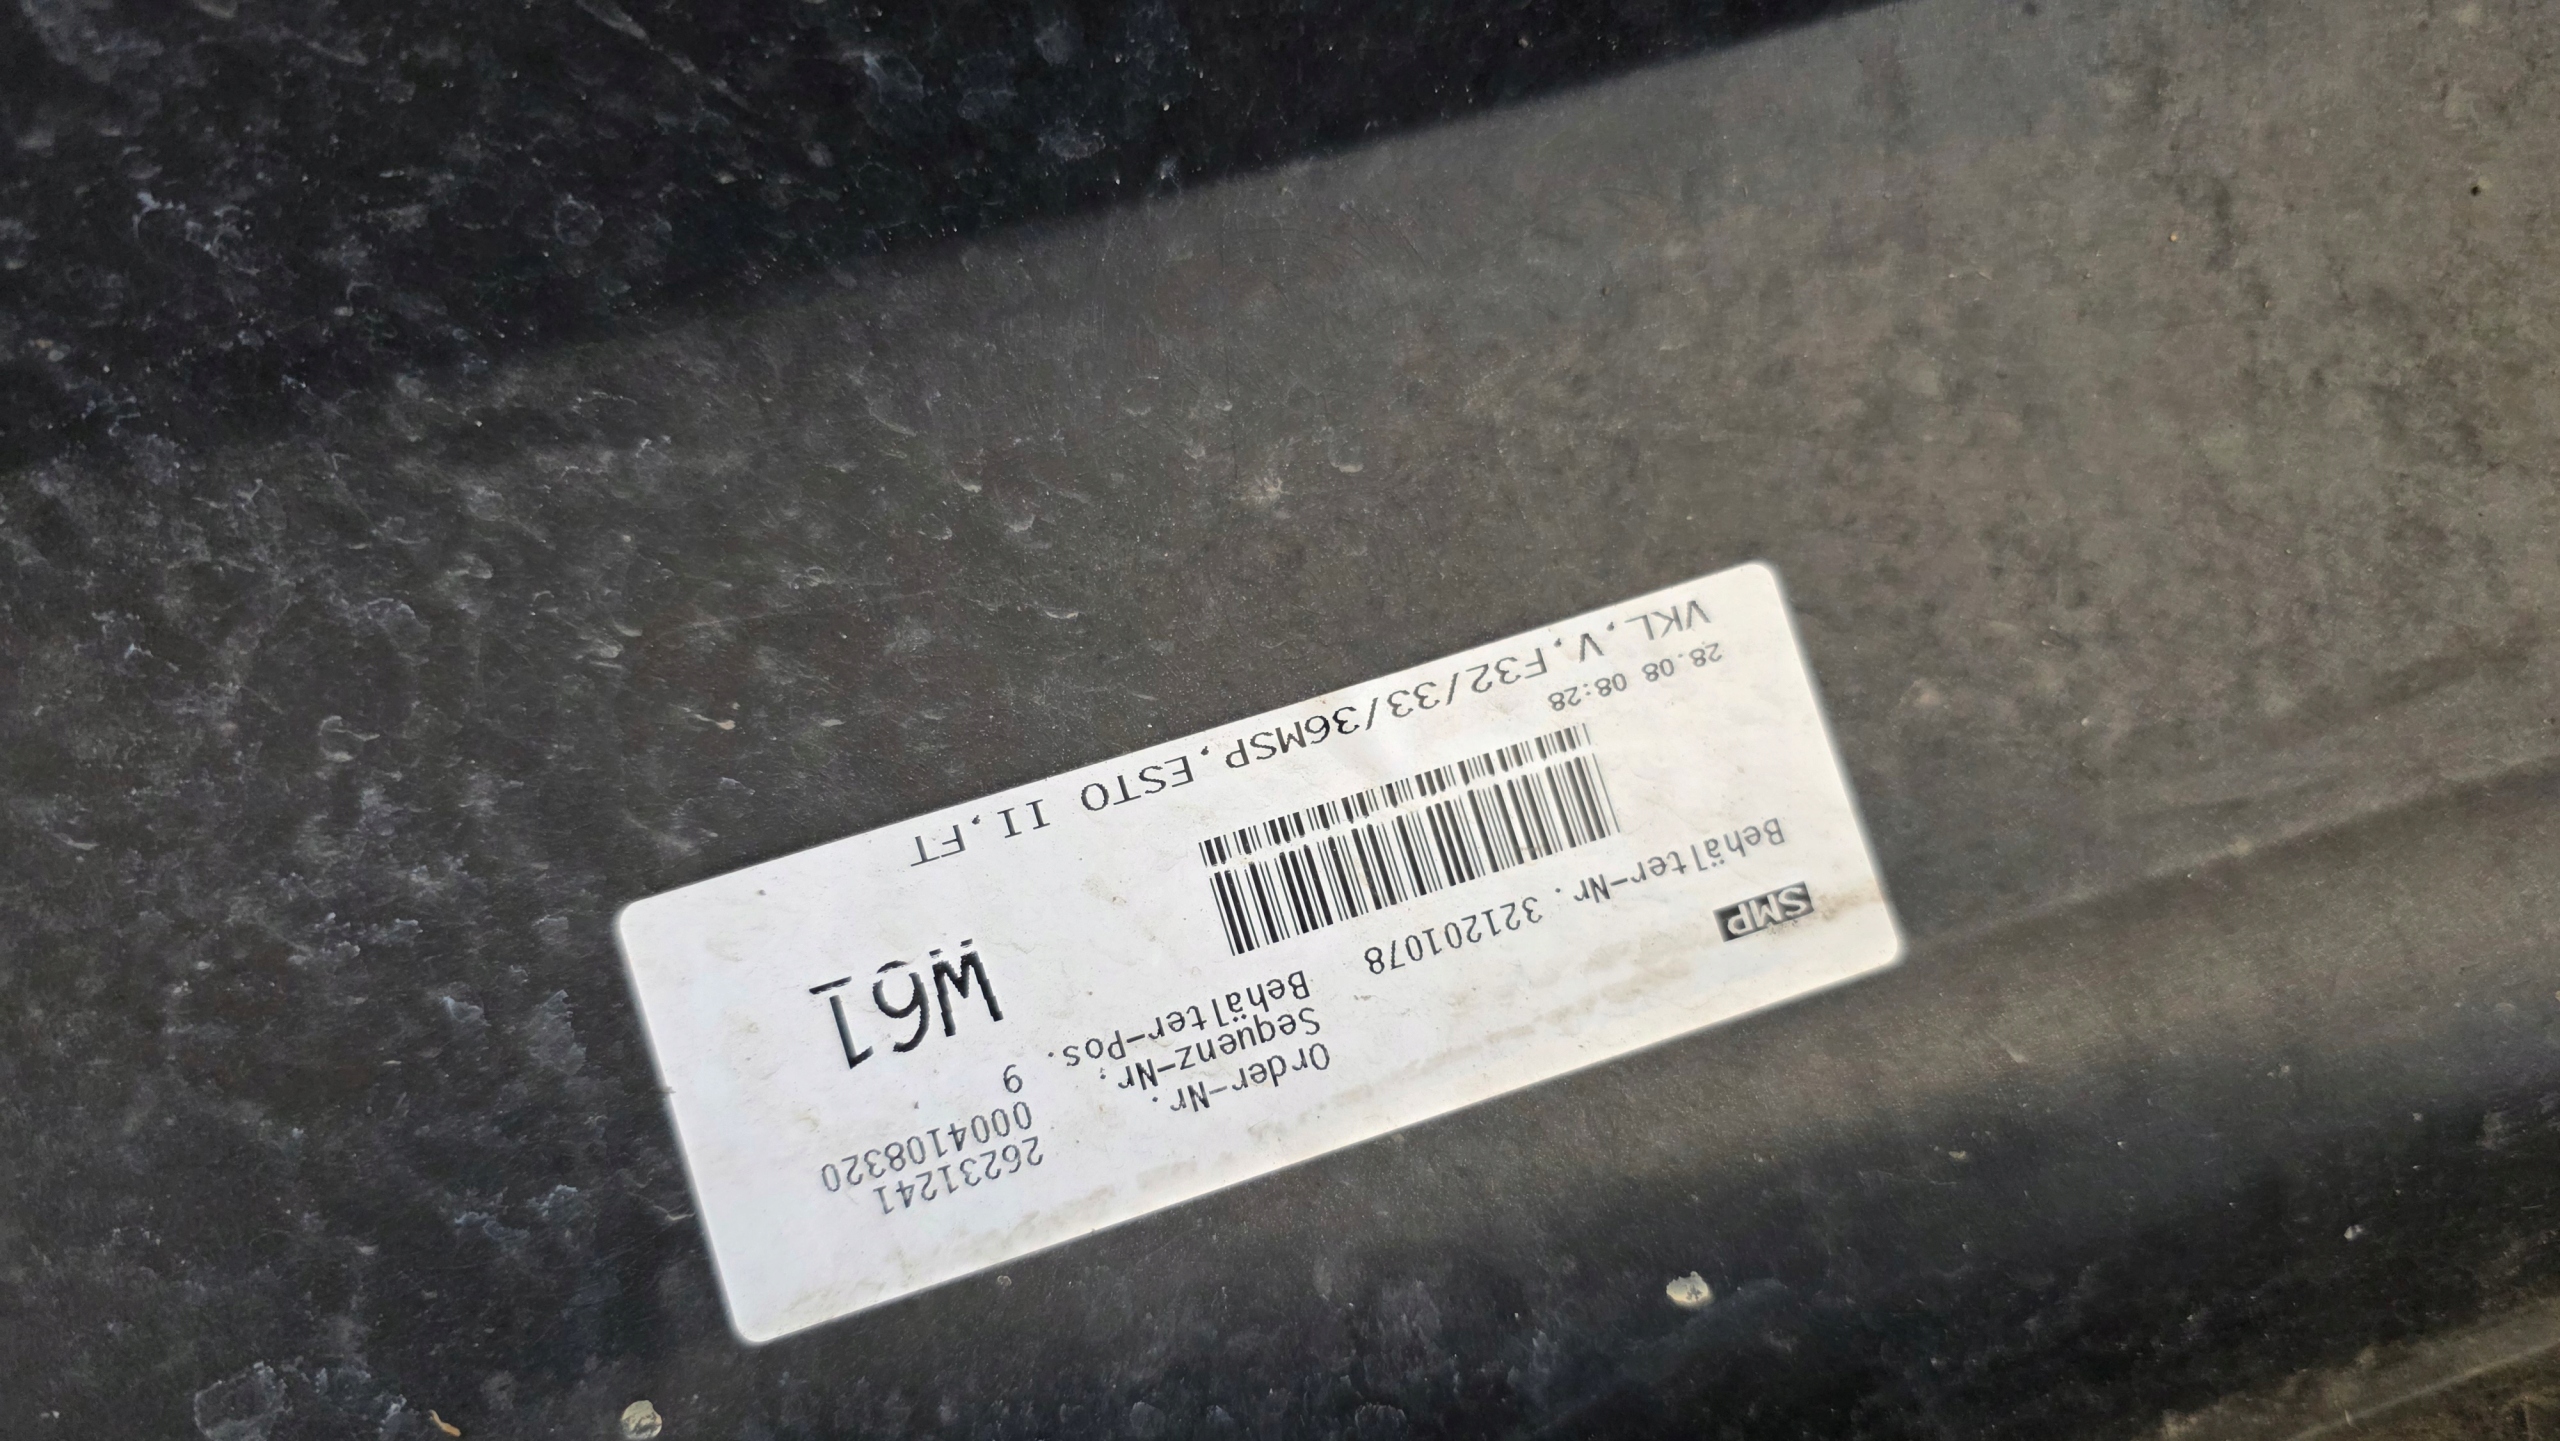 SMP
Order-Nr. 26231241
Sequenz-Nr. 0004108320
Behälter-Pos. 9
Behälter-Nr. 321201078
W61
28.08 08:28
VKL.V.F32/33/36MSP.ESTO II.FT